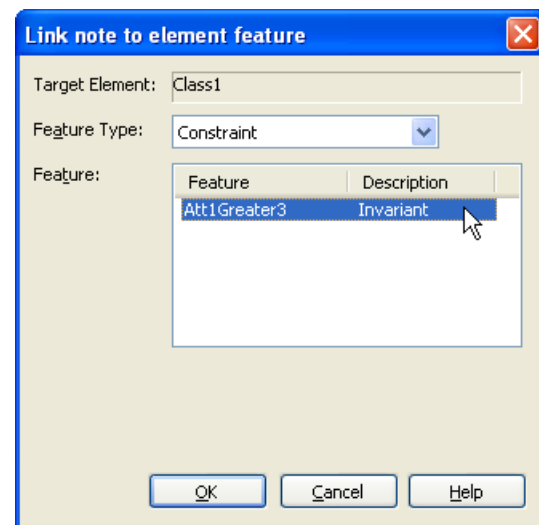 Link note to element feature
Target Element: Class1
Feature Type: Constraint
Feature:
Feature Description
Att1Greater3 Invariant
OK Cancel Help